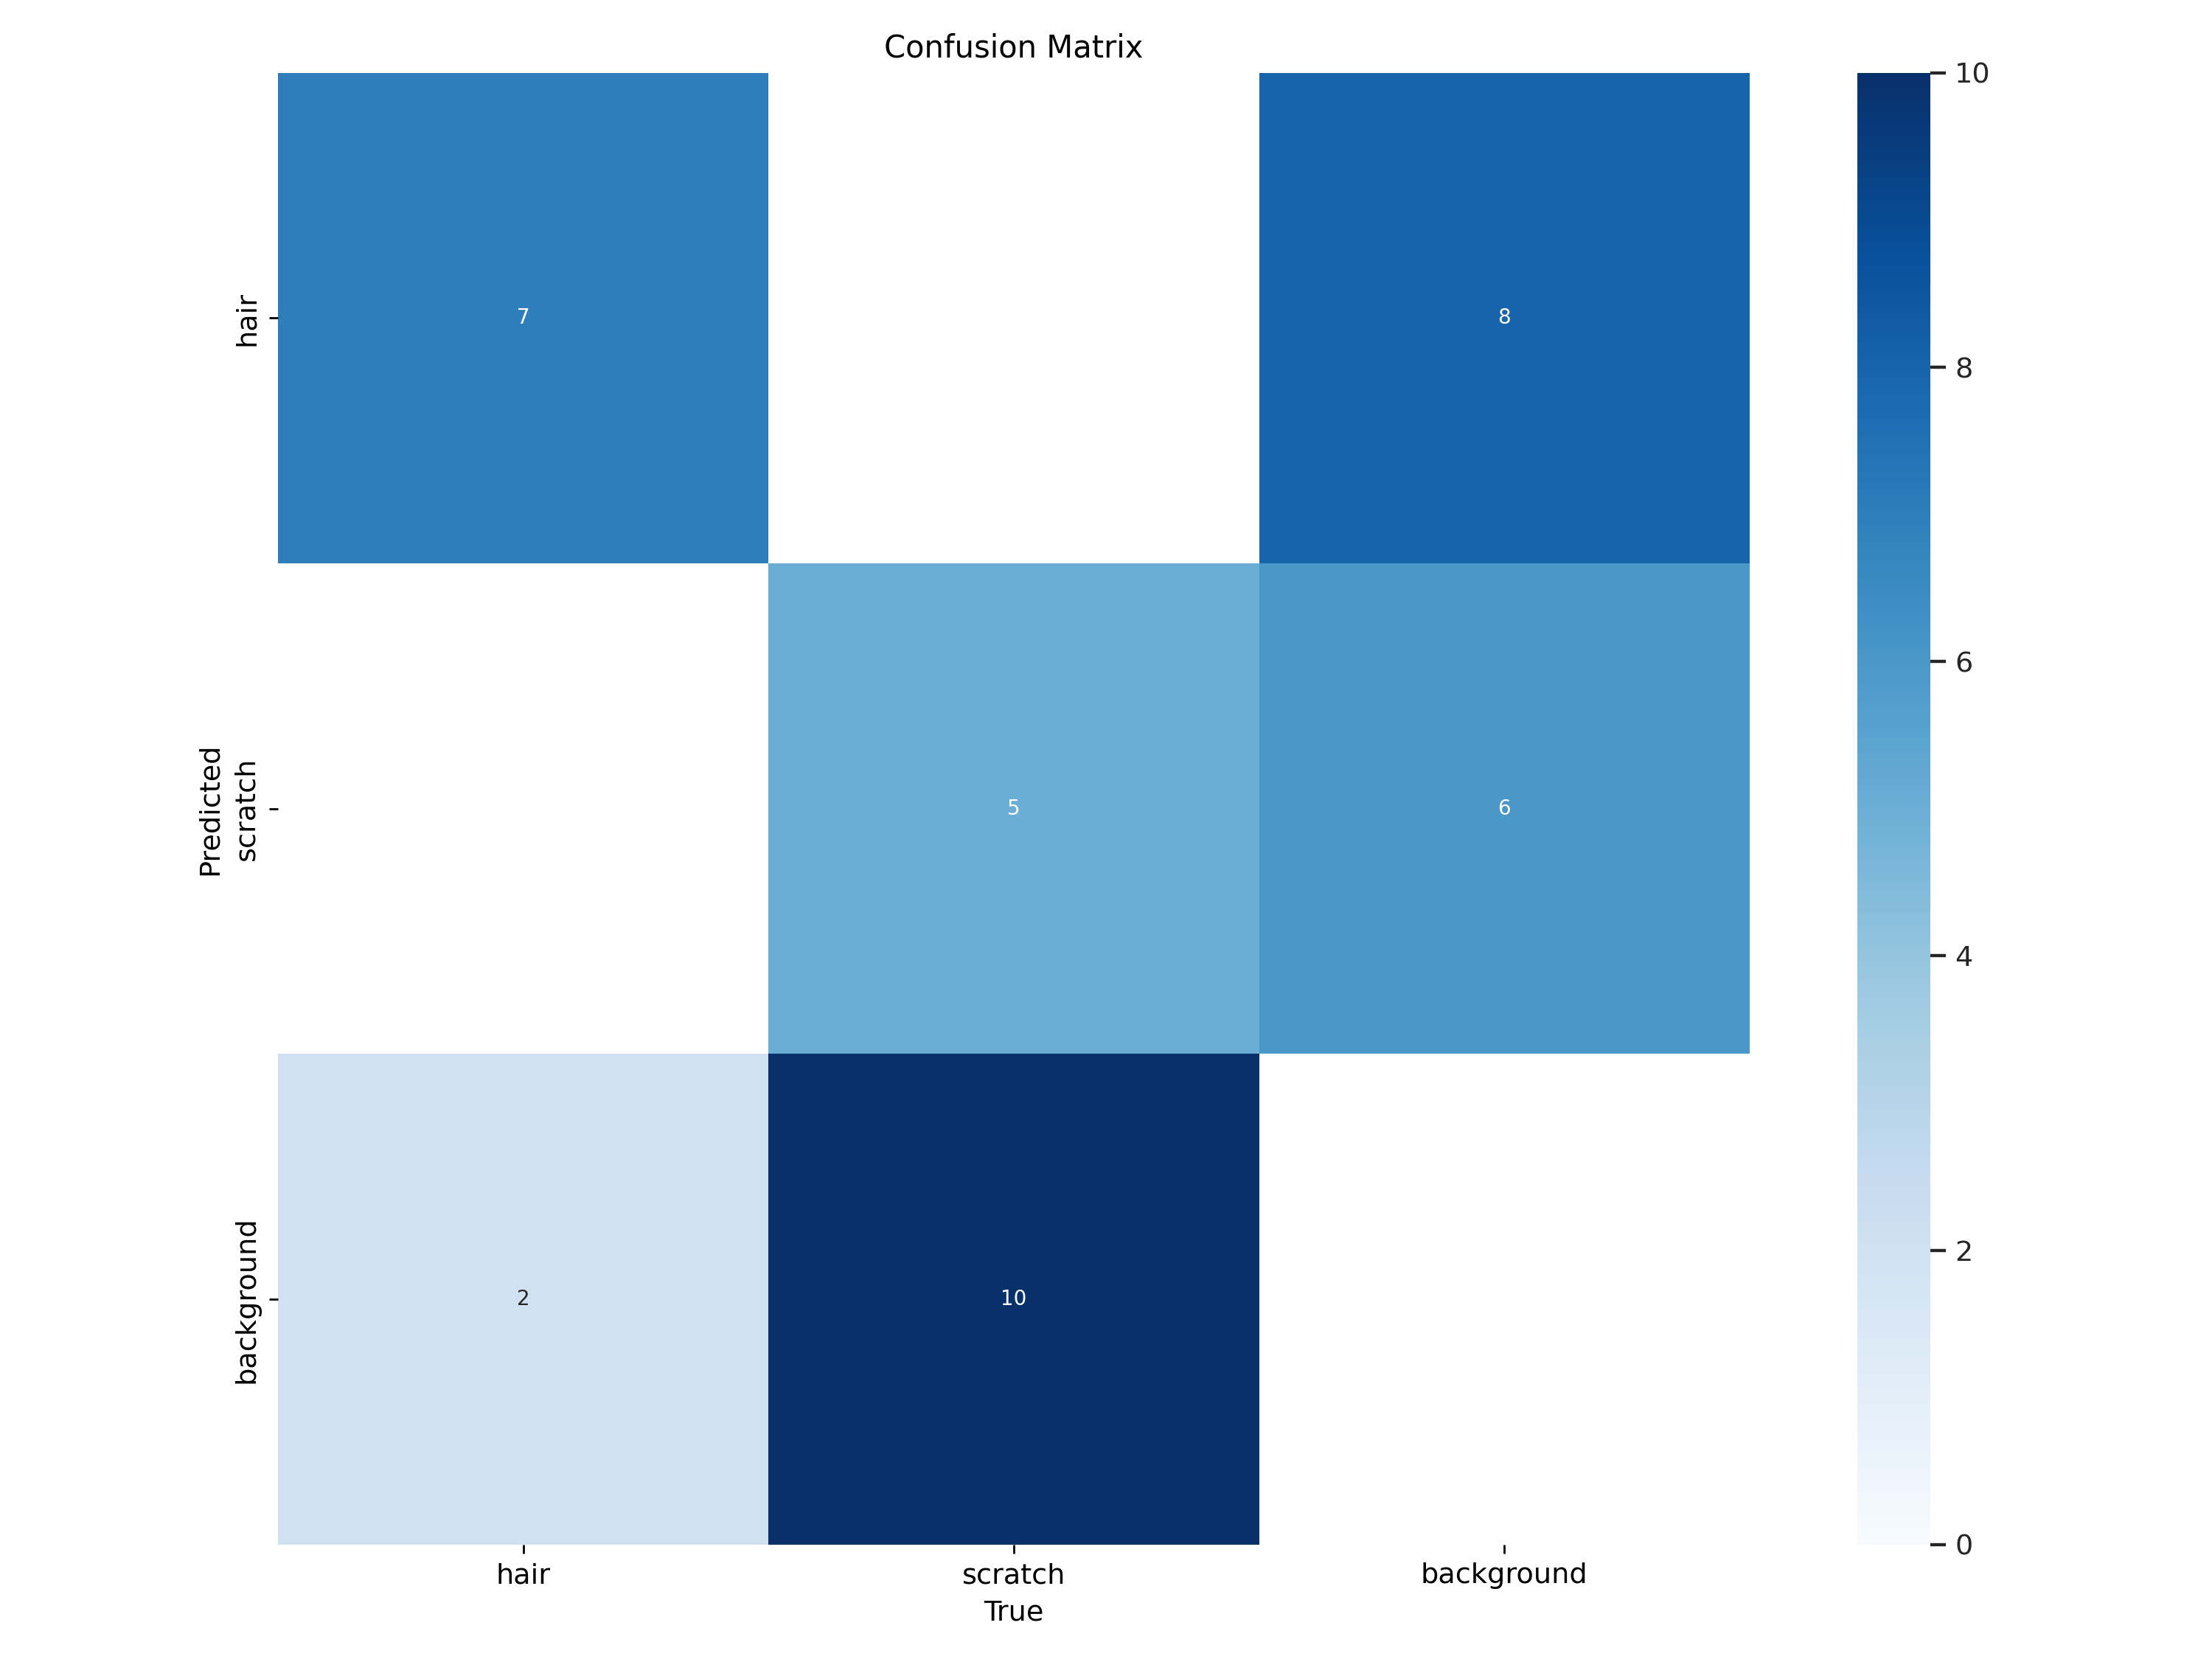 Confusion Matrix
10
hair
7
8
8
6
Predicted
scratch
5
6
4
background
2
10
2
0
hair
scratch
background
True